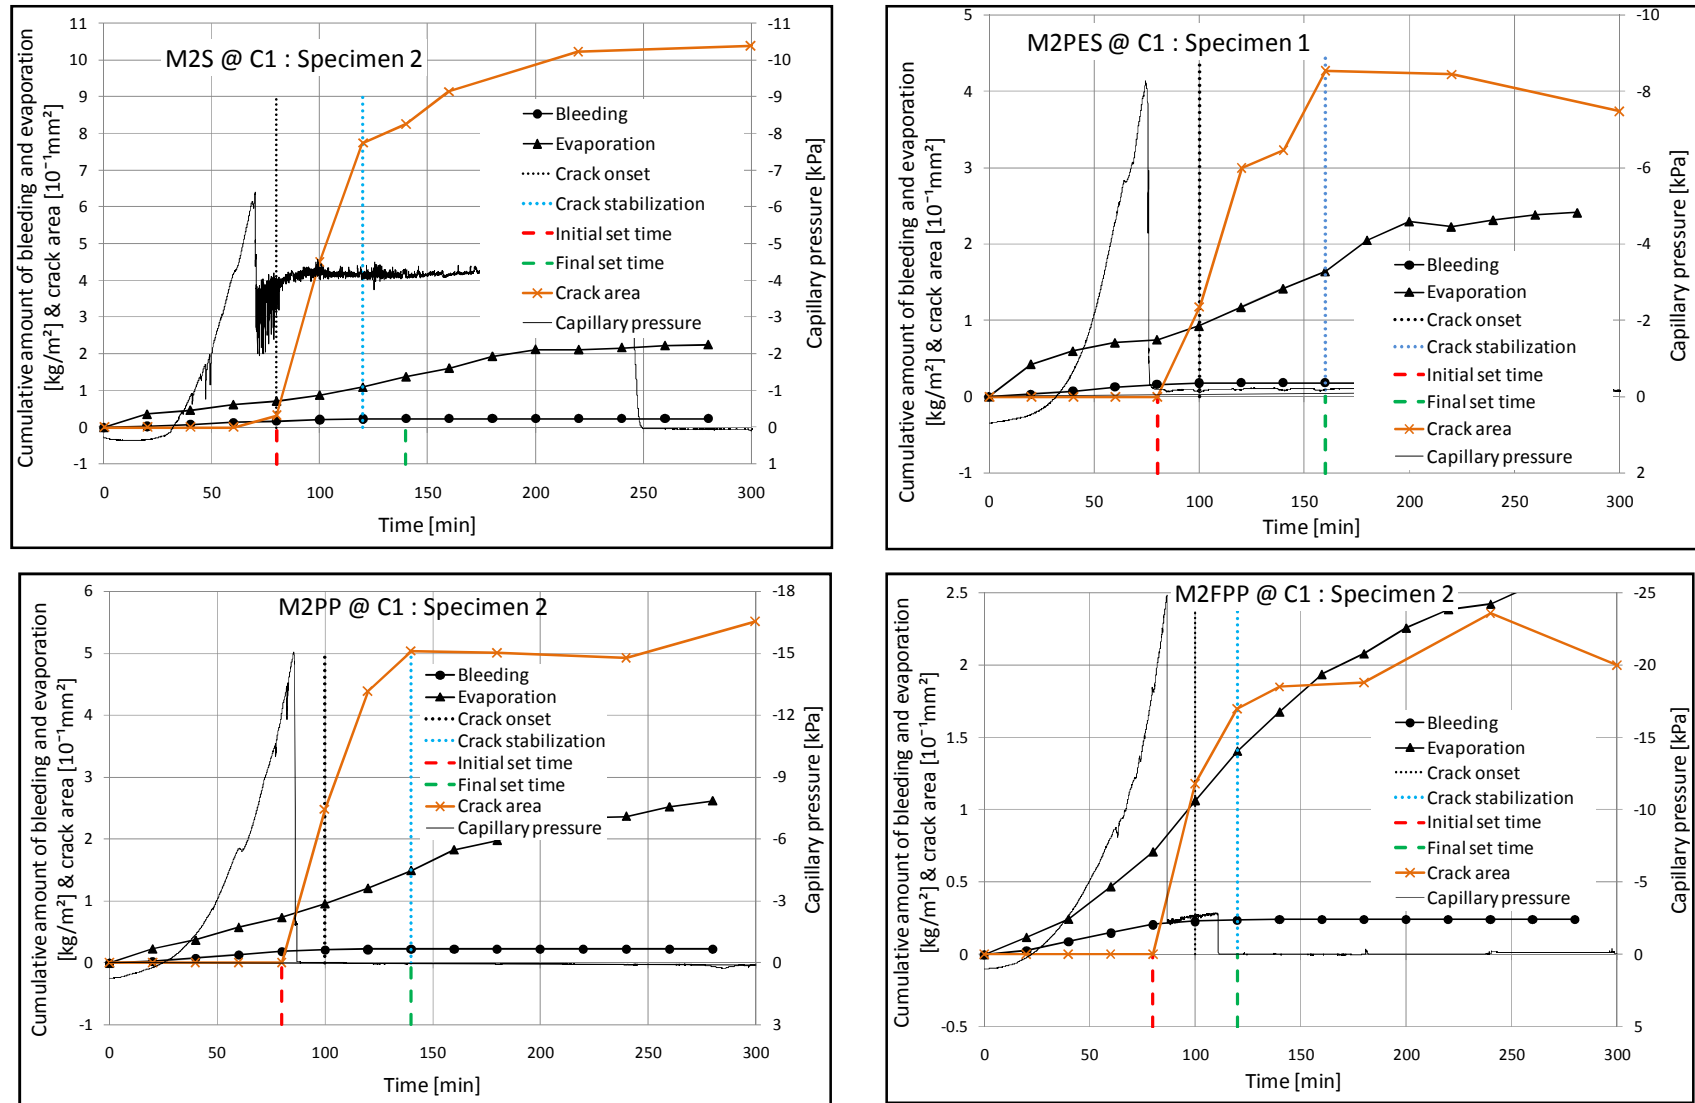 M2S @ C1 : Specimen 2
Cumulative amount of bleeding and evaporation
[kg/m²] & crack area [10⁻¹mm²]
11
10
9
8
7
6
5
4
3
2
1
0
-1
-11
-10
-9
-8
-7
-6
-5
-4
-3
-2
-1
0
1
Capillary pressure [kPa]
Bleeding
Evaporation
Crack onset
Crack stabilization
Initial set time
Final set time
Crack area
Capillary pressure
0 50 100 150 200 250 300
Time [min]
M2PES @ C1 : Specimen 1
Cumulative amount of bleeding and evaporation
[kg/m²] & crack area [10⁻¹mm²]
5
4
3
2
1
0
-1
-10
-8
-6
-4
-2
0
2
Capillary pressure [kPa]
Bleeding
Evaporation
Crack onset
Crack stabilization
Initial set time
Final set time
Crack area
Capillary pressure
0 50 100 150 200 250 300
Time [min]
M2PP @ C1 : Specimen 2
Cumulative amount of bleeding and evaporation
[kg/m²] & crack area [10⁻¹mm²]
6
5
4
3
2
1
0
-1
-18
-15
-12
-9
-6
-3
0
3
Capillary pressure [kPa]
Bleeding
Evaporation
Crack onset
Crack stabilization
Initial set time
Final set time
Crack area
Capillary pressure
0 50 100 150 200 250 300
Time [min]
M2FPP @ C1 : Specimen 2
Cumulative amount of bleeding and evaporation
[kg/m²] & crack area [10⁻¹mm²]
2.5
2
1.5
1
0.5
0
-0.5
-25
-20
-15
-10
-5
0
5
Capillary pressure [kPa]
Bleeding
Evaporation
Crack onset
Crack stabilization
Initial set time
Final set time
Crack area
Capillary pressure
0 50 100 150 200 250 300
Time [min]